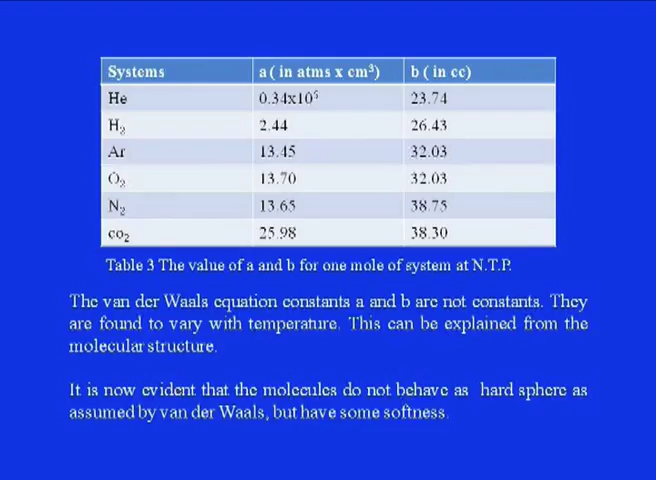 Systems a ( in atms x cm³) b ( in cc)
He 0.34x10⁵ 23.74
H₂ 2.44 26.43
Ar 13.45 32.03
O₂ 13.70 32.03
N₂ 13.65 38.75
co₂ 25.98 38.30
Table 3 The value of a and b for one mole of system at N.T.P.
The van der Waals equation constants a and b are not constants. They
are found to vary with temperature. This can be explained from the
molecular structure.
It is now evident that the molecules do not behave as hard sphere as
assumed by van der Waals, but have some softness.